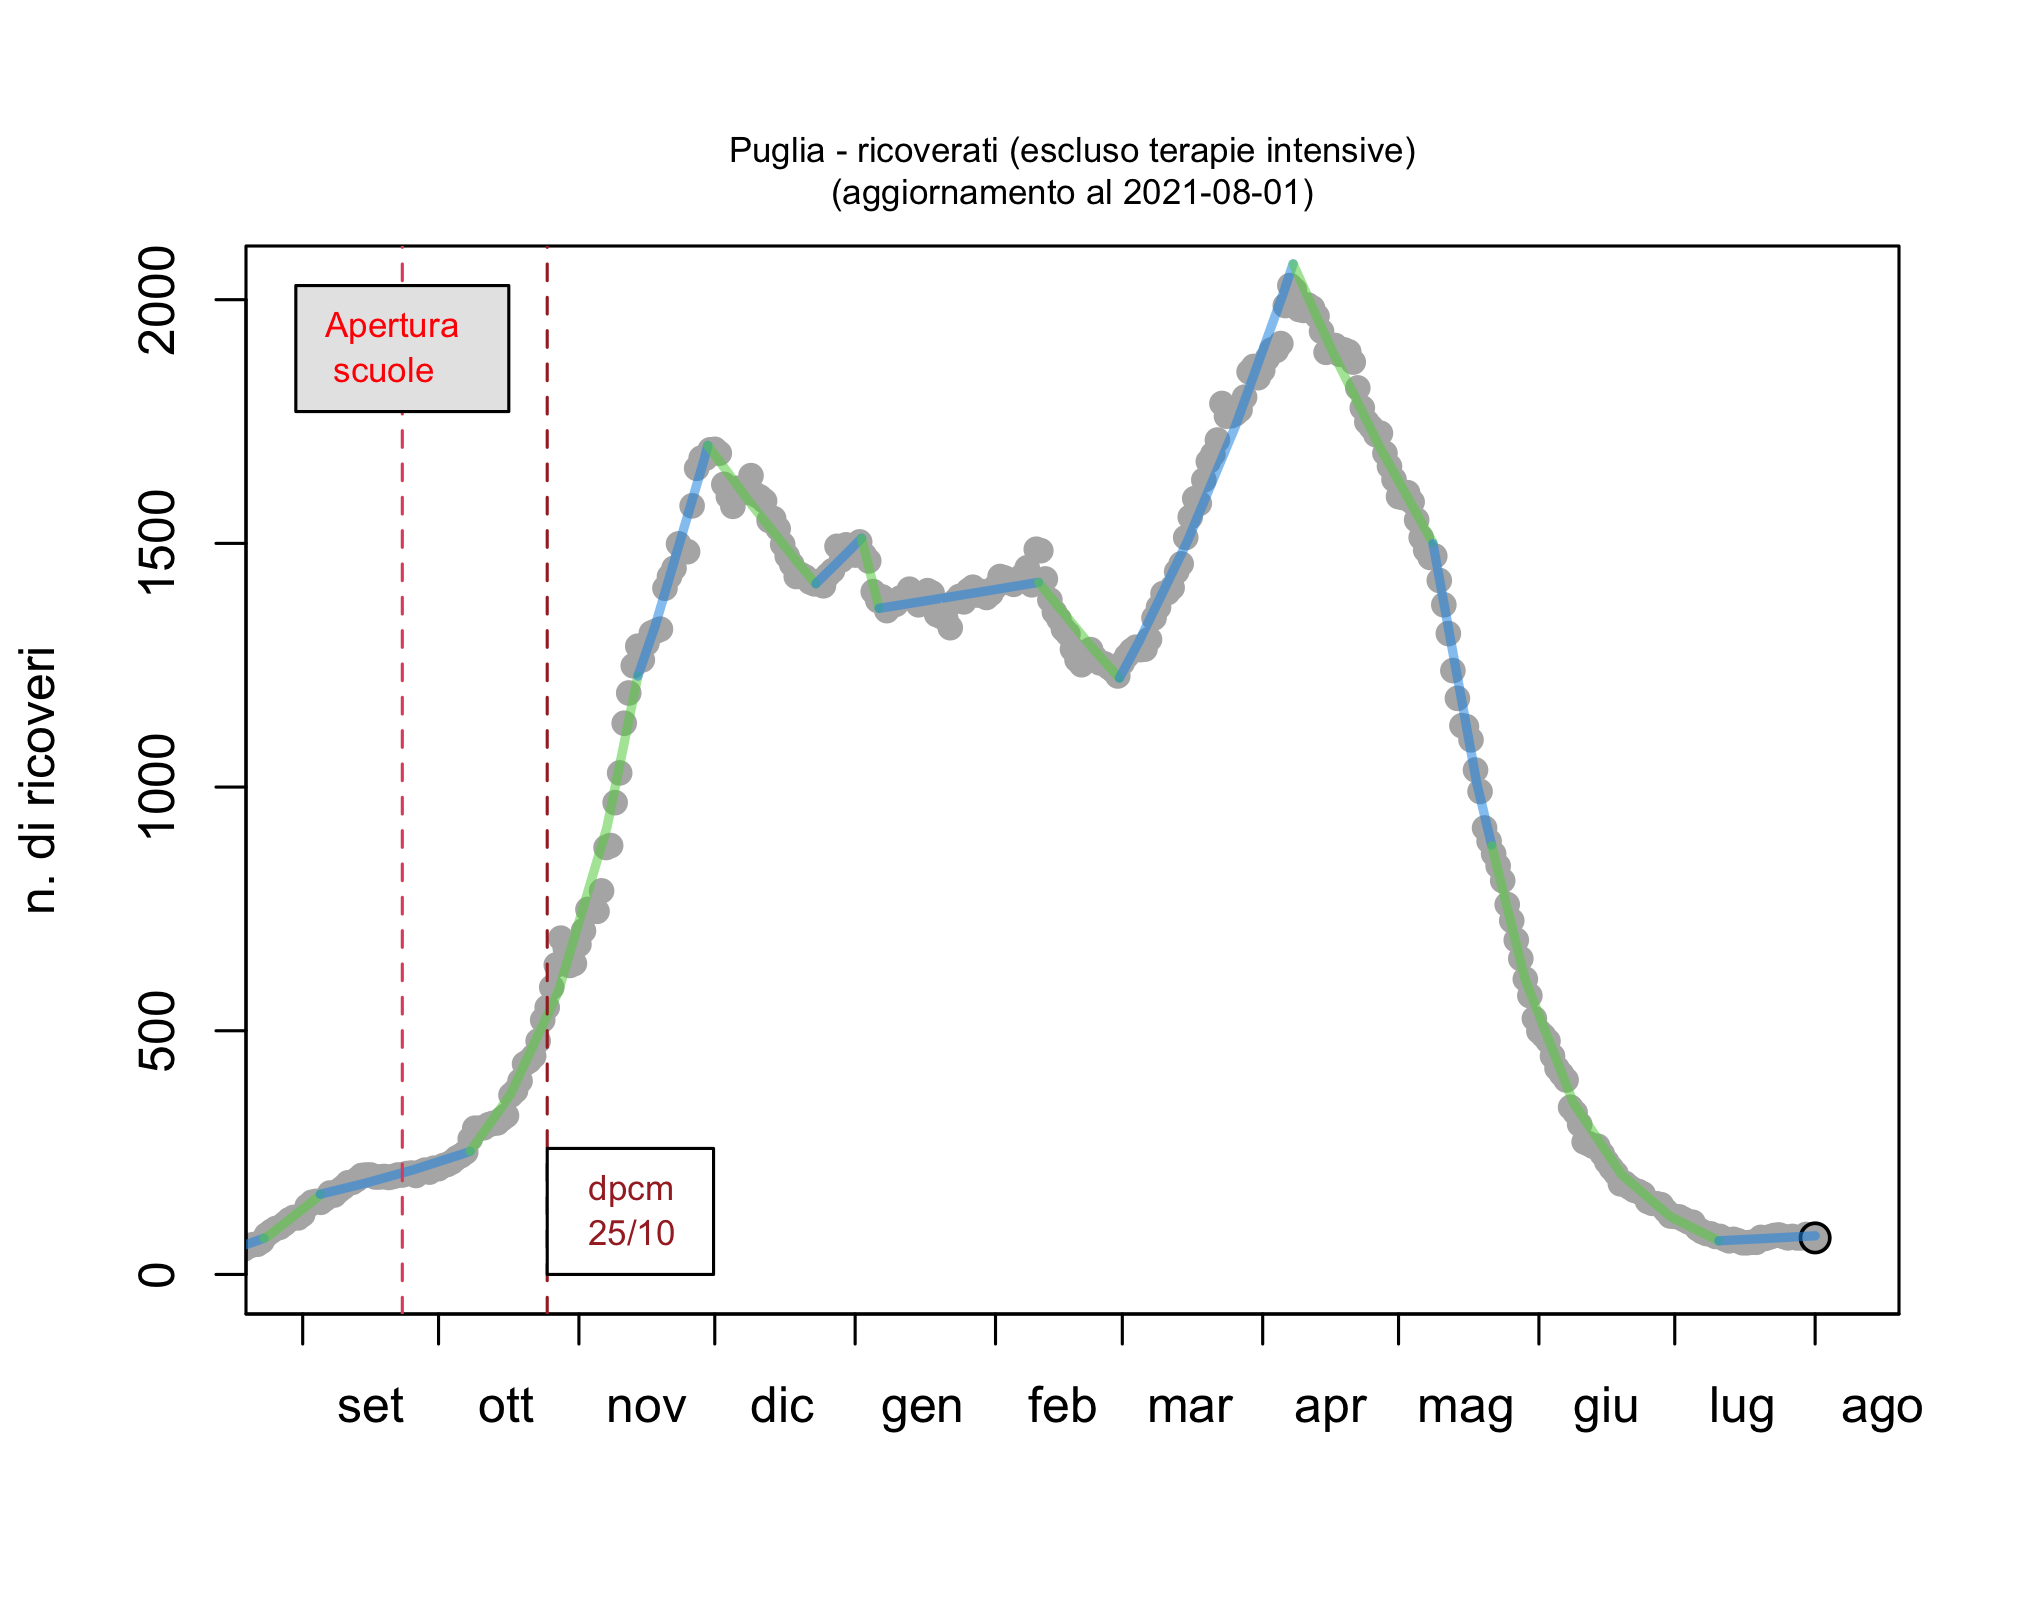 Puglia - ricoverati (escluso terapie intensive)
(aggiornamento al 2021-08-01)
n. di ricoveri
2000
1500
1000
500
0
Apertura
scuole
dpcm
25/10
set ott nov dic gen feb mar apr mag giu lug ago